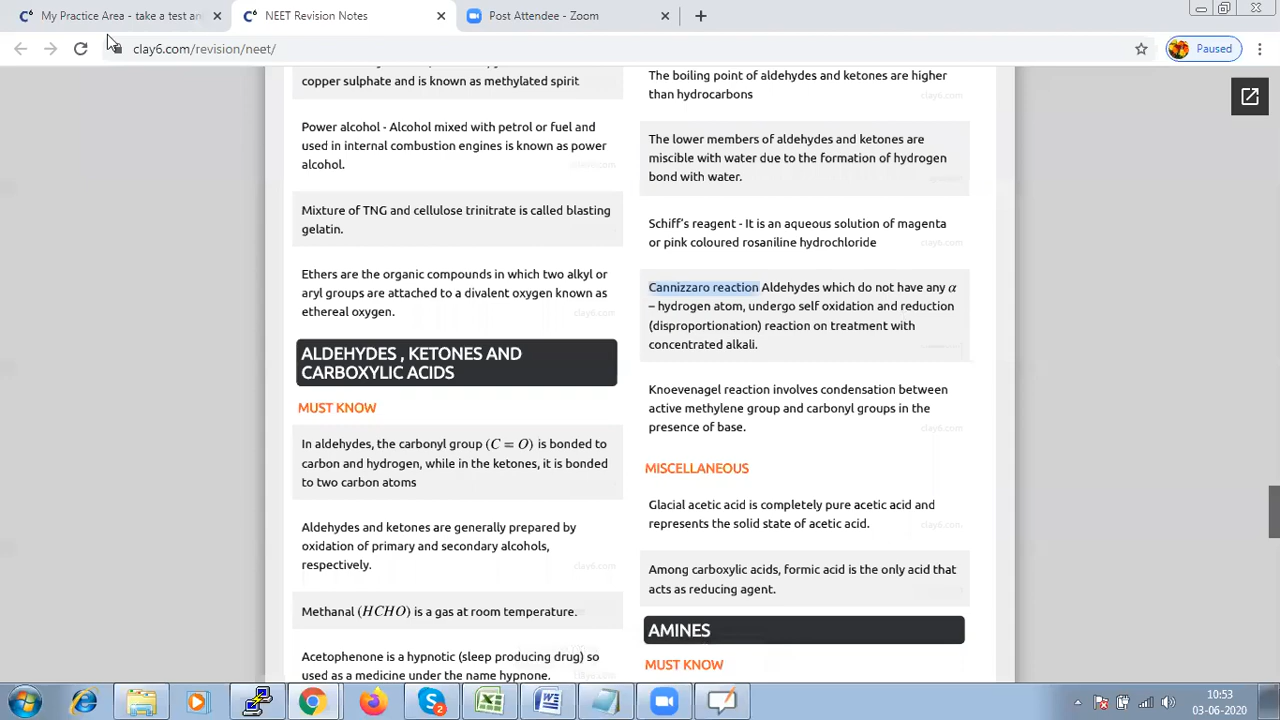 My Practice Area - take a test an
NEET Revision Notes
Post Attendee - Zoom
clay6.com/revision/neet/
Paused
copper sulphate and is known as methylated spirit
Power alcohol - Alcohol mixed with petrol or fuel and
used in internal combustion engines is known as power
alcohol.
Mixture of TNG and cellulose trinitrate is called blasting
gelatin.
Ethers are the organic compounds in which two alkyl or
aryl groups are attached to a divalent oxygen known as
ethereal oxygen.
clay6.com
ALDEHYDES , KETONES AND
CARBOXYLIC ACIDS
MUST KNOW
In aldehydes, the carbonyl group (C = O) is bonded to
carbon and hydrogen, while in the ketones, it is bonded
to two carbon atoms
Aldehydes and ketones are generally prepared by
oxidation of primary and secondary alcohols,
respectively.
clay6.com
Methanal (HCHO) is a gas at room temperature.
Acetophenone is a hypnotic (sleep producing drug) so
used as a medicine under the name hypnone.
The boiling point of aldehydes and ketones are higher
than hydrocarbons
clay6.com
The lower members of aldehydes and ketones are
miscible with water due to the formation of hydrogen
bond with water.
Schiff's reagent - It is an aqueous solution of magenta
or pink coloured rosaniline hydrochloride
clay6.com
Cannizzaro reaction Aldehydes which do not have any α
– hydrogen atom, undergo self oxidation and reduction
(disproportionation) reaction on treatment with
concentrated alkali.
Knoevenagel reaction involves condensation between
active methylene group and carbonyl groups in the
presence of base.
clay6.com
MISCELLANEOUS
Glacial acetic acid is completely pure acetic acid and
represents the solid state of acetic acid.
clay6.com
Among carboxylic acids, formic acid is the only acid that
acts as reducing agent.
AMINES
MUST KNOW
2
10:53
03-06-2020